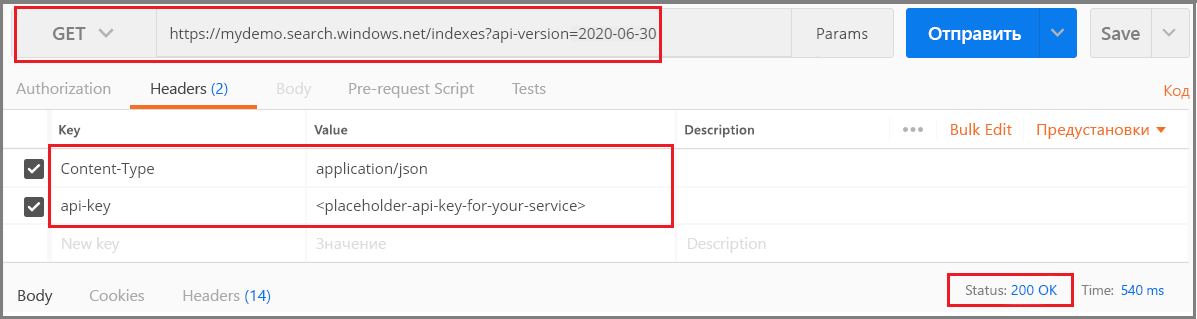 GET https://mydemo.search.windows.net/indexes?api-version=2020-06-30 Params Отправить Save
Authorization Headers (2) Body Pre-request Script Tests Код
Key Value Description ••• Bulk Edit Предустановки
Content-Type application/json
api-key <placeholder-api-key-for-your-service>
New key Значение Description
Body Cookies Headers (14) Status: 200 OK Time: 540 ms